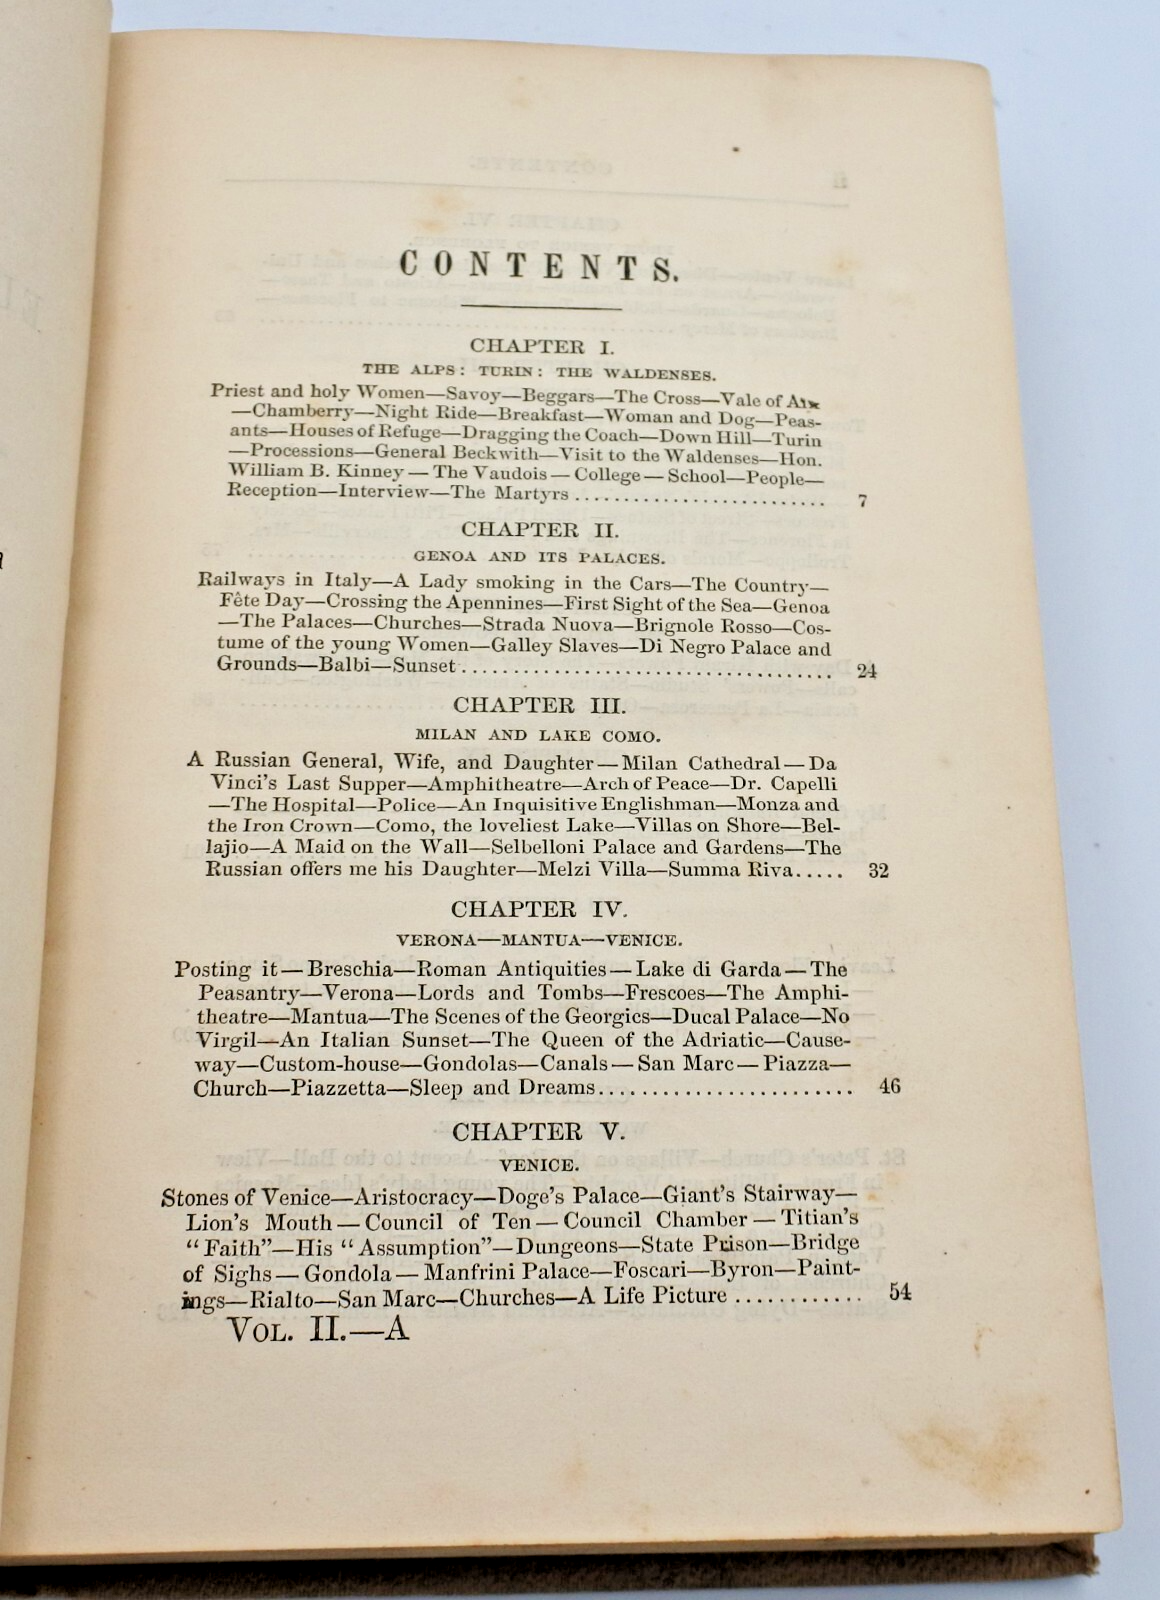 CONTENTS.
CHAPTER I.
THE ALPS: TURIN: THE WALDENSES.
Priest and holy Women—Savoy—Beggars—The Cross—Vale of Aix
—Chamberry—Night Ride—Breakfast—Woman and Dog—Peas-
ants—Houses of Refuge—Dragging the Coach—Down Hill—Turin
—Processions—General Beckwith—Visit to the Waldenses—Hon.
William B. Kinney—The Vaudois—College—School—People—
Reception—Interview—The Martyrs .......................... 7
CHAPTER II.
GENOA AND ITS PALACES.
Railways in Italy—A Lady smoking in the Cars—The Country—
Fête Day—Crossing the Apennines—First Sight of the Sea—Genoa
—The Palaces—Churches—Strada Nuova—Brignole Rosso—Cos-
tume of the young Women—Galley Slaves—Di Negro Palace and
Grounds—Balbi—Sunset ..................................... 24
CHAPTER III.
MILAN AND LAKE COMO.
A Russian General, Wife, and Daughter—Milan Cathedral—Da
Vinci's Last Supper—Amphitheatre—Arch of Peace—Dr. Capelli
—The Hospital—Police—An Inquisitive Englishman—Monza and
the Iron Crown—Como, the loveliest Lake—Villas on Shore—Bel-
lajio—A Maid on the Wall—Selbelloni Palace and Gardens—The
Russian offers me his Daughter—Melzi Villa—Summa Riva..... 32
CHAPTER IV.
VERONA—MANTUA—VENICE.
Posting it—Breschia—Roman Antiquities—Lake di Garda—The
Peasantry—Verona—Lords and Tombs—Frescoes—The Amphi-
theatre—Mantua—The Scenes of the Georgics—Ducal Palace—No
Virgil—An Italian Sunset—The Queen of the Adriatic—Cause-
way—Custom-house—Gondolas—Canals—San Marc—Piazza—
Church—Piazzetta—Sleep and Dreams......................... 46
CHAPTER V.
VENICE.
Stones of Venice—Aristocracy—Doge's Palace—Giant's Stairway—
Lion's Mouth—Council of Ten—Council Chamber—Titian's
"Faith"—His "Assumption"—Dungeons—State Prison—Bridge
of Sighs—Gondola—Manfrini Palace—Foscari—Byron—Paint-
ings—Rialto—San Marc—Churches—A Life Picture ............ 54
VOL. II.—A